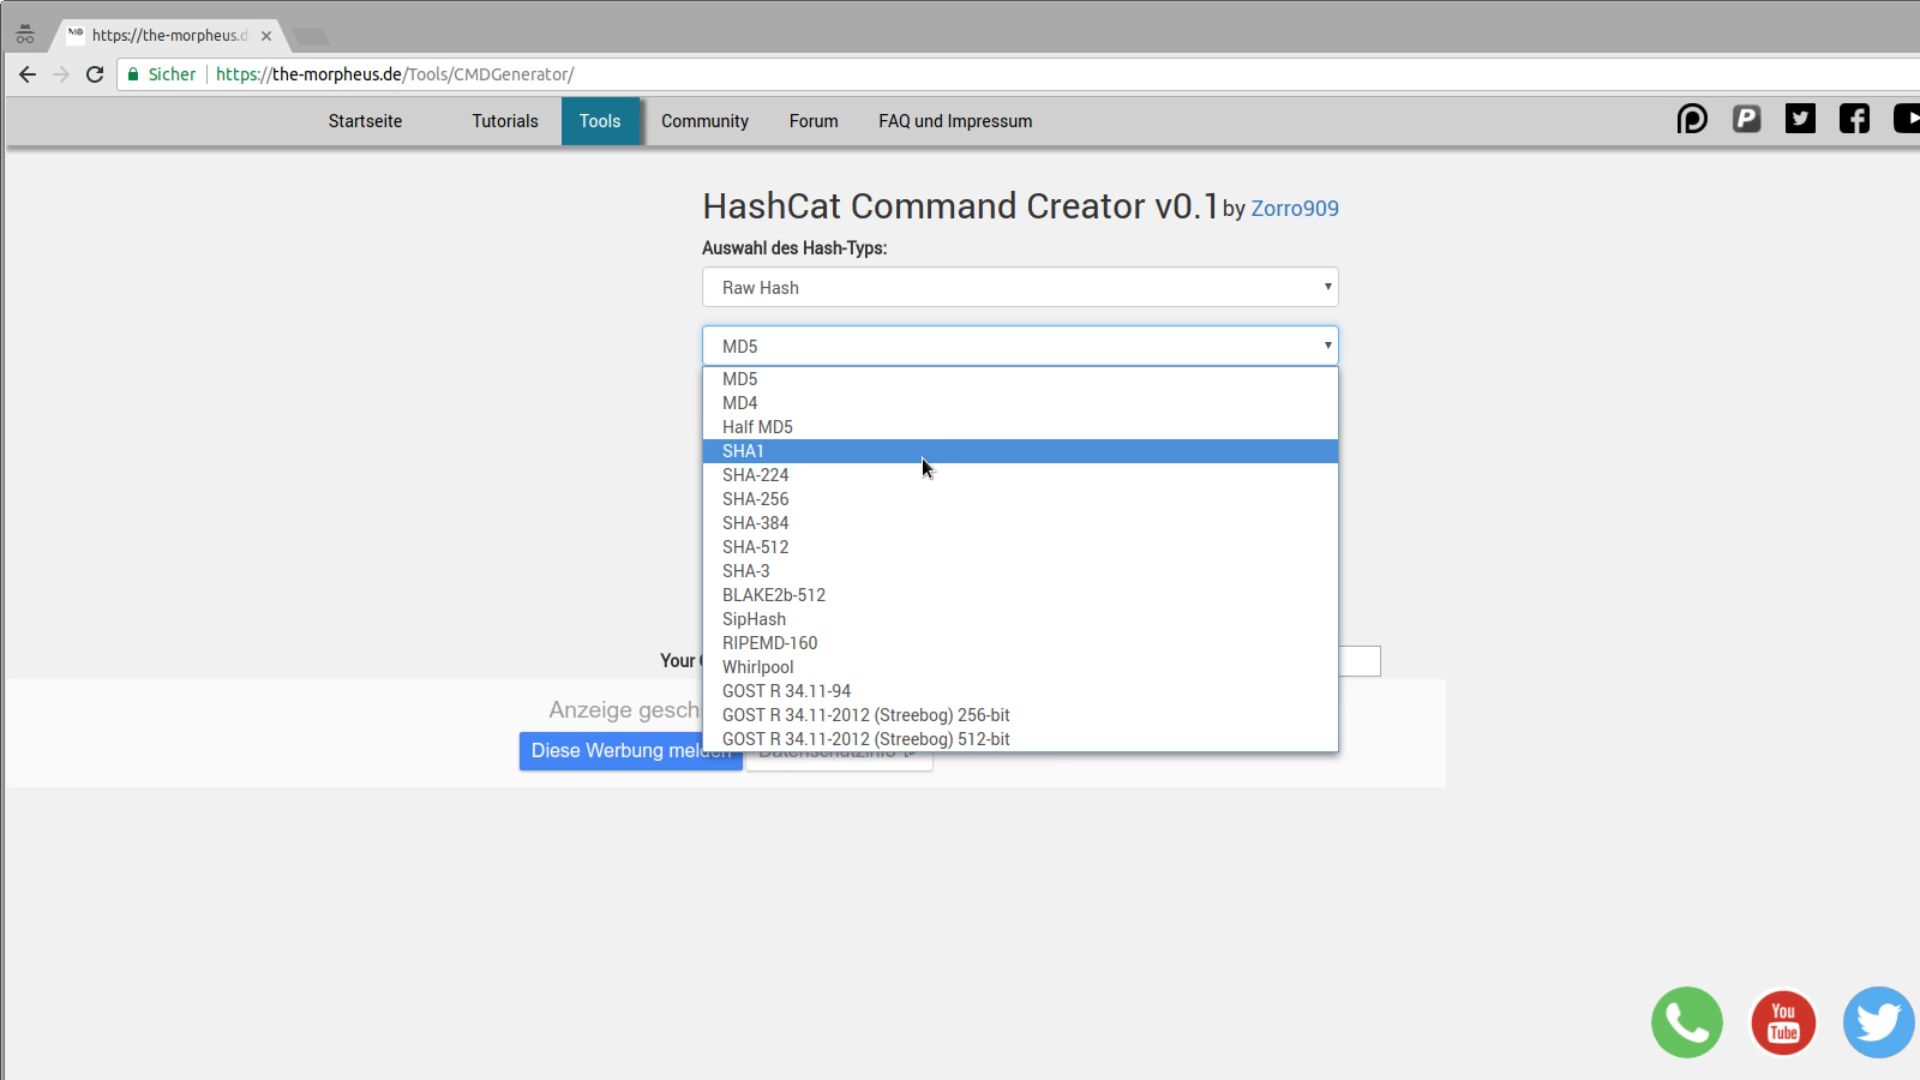 https://the-morpheus.d
Sicher https://the-morpheus.de/Tools/CMDGenerator/
Startseite Tutorials Tools Community Forum FAQ und Impressum
HashCat Command Creator v0.1 by Zorro909
Auswahl des Hash-Typs:
Raw Hash
MD5
MD5
MD4
Half MD5
SHA1
SHA-224
SHA-256
SHA-384
SHA-512
SHA-3
BLAKE2b-512
SipHash
RIPEMD-160
Your
Whirlpool
GOST R 34.11-94
Anzeige gesch
GOST R 34.11-2012 (Streebog) 256-bit
GOST R 34.11-2012 (Streebog) 512-bit
Diese Werbung melden Datenschutzinfo
You
Tube